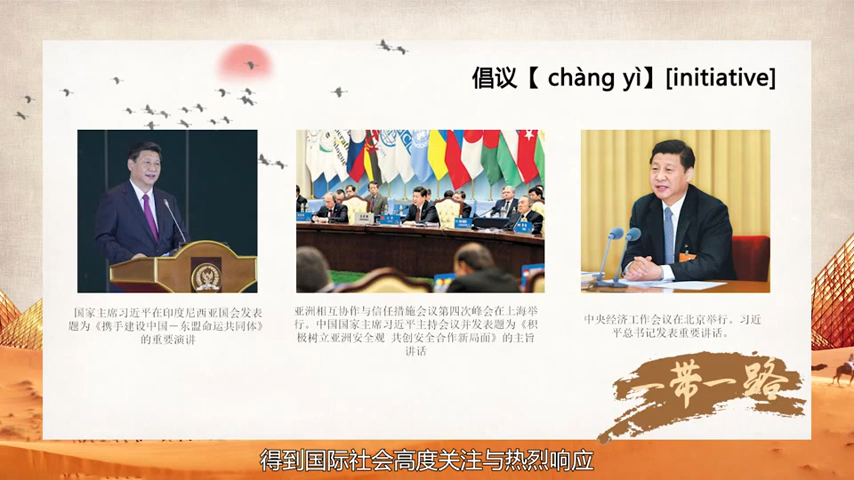 倡议【 chàng yì】[initiative]
国家主席习近平在印度尼西亚国会发表
题为《携手建设中国－东盟命运共同体》
的重要演讲
亚洲相互协作与信任措施会议第四次峰会在上海举
行。中国国家主席习近平主持会议并发表题为《积
极树立亚洲安全观 共创安全合作新局面》的主旨
讲话
中央经济工作会议在北京举行。习近
平总书记发表重要讲话。
一带一路
得到国际社会高度关注与热烈响应